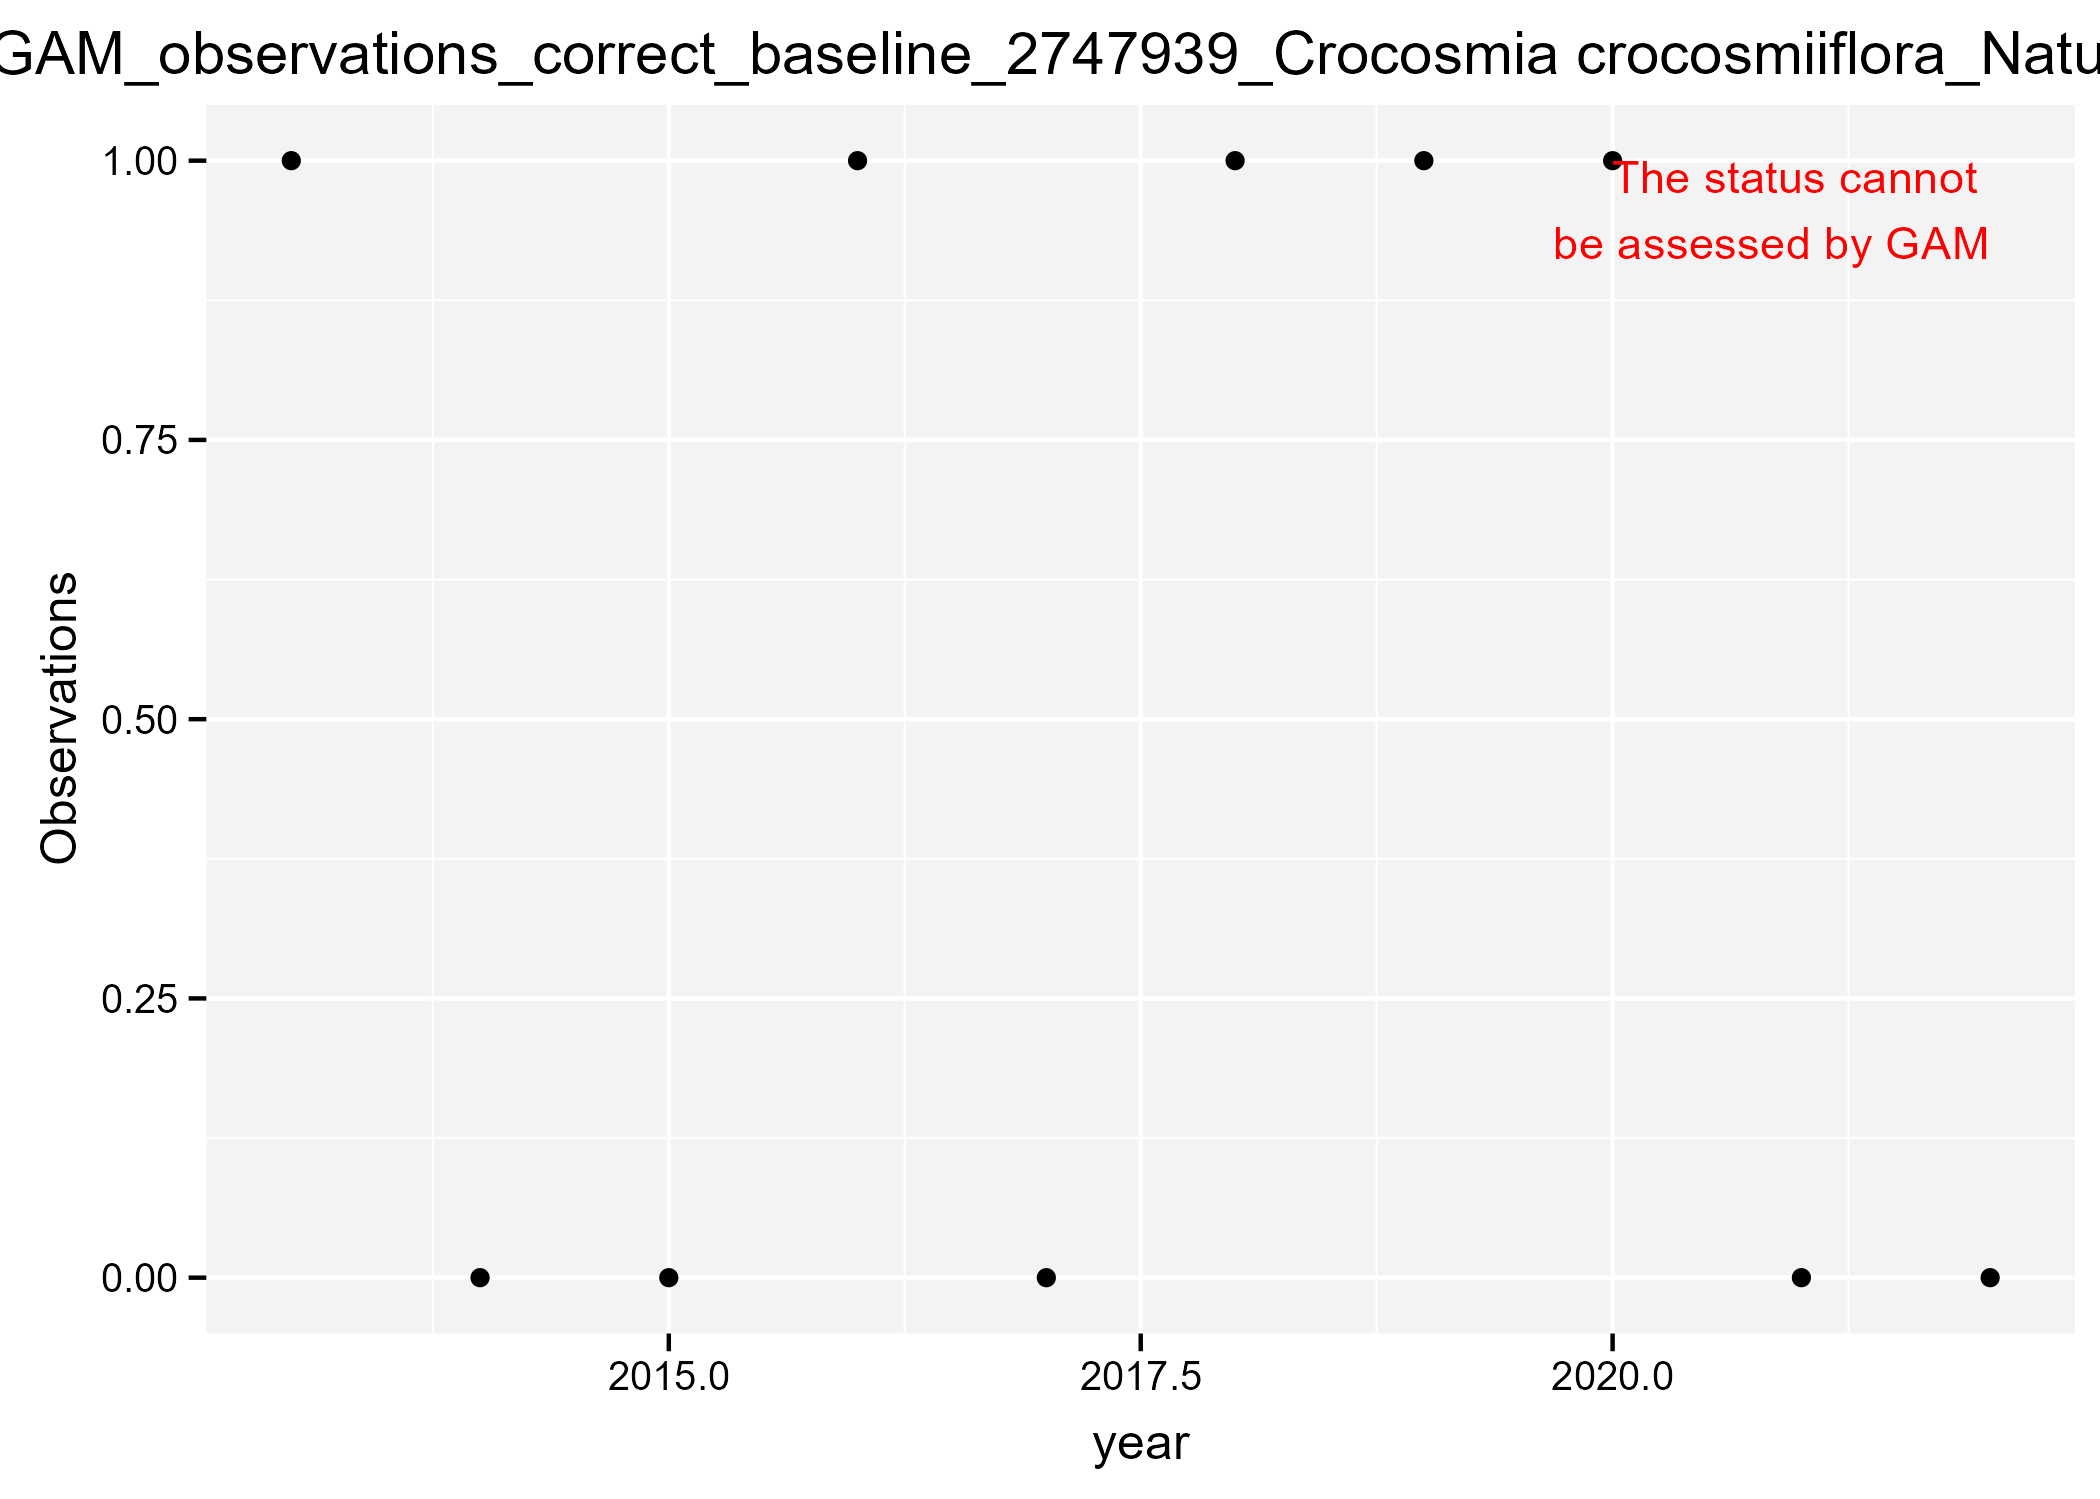 GAM_observations_correct_baseline_2747939_Crocosmia crocosmiiflora_Natu
1.00
The status cannot
be assessed by GAM
0.75
0.50
0.25
0.00
Observations
2015.0 2017.5 2020.0
year